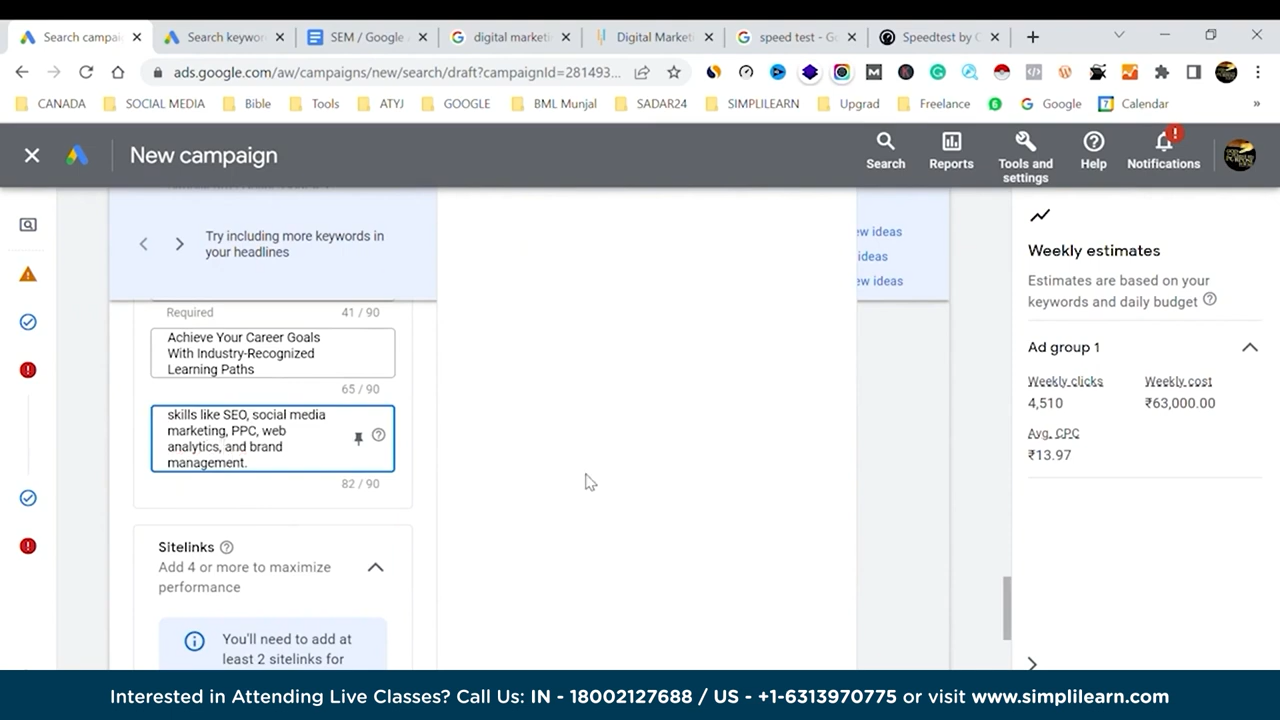 Search campai
Search keywor
SEM / Google
digital marketi
Digital Market
speed test - Go
Speedtest by O
ads.google.com/aw/campaigns/new/search/draft?campaignId=281493...
CANADA
SOCIAL MEDIA
Bible
Tools
ATYJ
GOOGLE
BML Munjal
SADAR24
SIMPLILEARN
Upgrad
Freelance
Google
Calendar
New campaign
Search
Reports
Tools and
settings
Help
Notifications
Try including more keywords in
your headlines
ew ideas
ideas
ew ideas
Required
41 / 90
Achieve Your Career Goals
With Industry-Recognized
Learning Paths
65 / 90
skills like SEO, social media
marketing, PPC, web
analytics, and brand
management.
82 / 90
Sitelinks
Add 4 or more to maximize
performance
You'll need to add at
least 2 sitelinks for
Weekly estimates
Estimates are based on your
keywords and daily budget
Ad group 1
Weekly clicks
Weekly cost
4,510
₹63,000.00
Avg. CPC
₹13.97
Interested in Attending Live Classes? Call Us: IN - 18002127688 / US - +1-6313970775 or visit www.simplilearn.com